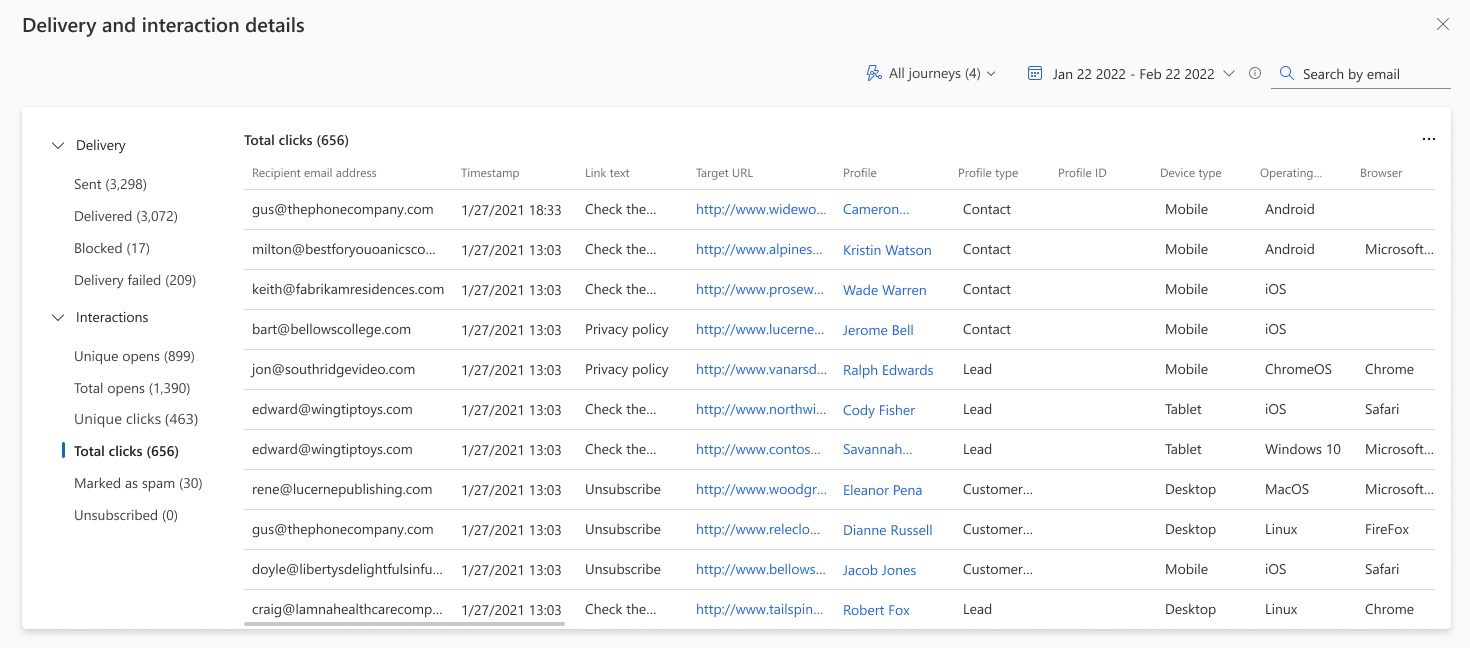 Delivery and interaction details
All journeys (4) Jan 22 2022 - Feb 22 2022 Search by email
Delivery
Sent (3,298)
Delivered (3,072)
Blocked (17)
Delivery failed (209)
Interactions
Unique opens (899)
Total opens (1,390)
Unique clicks (463)
Total clicks (656)
Marked as spam (30)
Unsubscribed (0)
Total clicks (656)
Recipient email address Timestamp Link text Target URL Profile Profile type Profile ID Device type Operating... Browser
gus@thephonecompany.com 1/27/2021 18:33 Check the... http://www.widewo... Cameron... Contact Mobile Android
milton@bestforyouoanicsco... 1/27/2021 13:03 Check the... http://www.alpines... Kristin Watson Contact Mobile Android Microsoft...
keith@fabrikamresidences.com 1/27/2021 13:03 Check the... http://www.prosew... Wade Warren Contact Mobile iOS
bart@bellowscollege.com 1/27/2021 13:03 Privacy policy http://www.lucerne... Jerome Bell Contact Mobile iOS
jon@southridgevideo.com 1/27/2021 13:03 Privacy policy http://www.vanarsd... Ralph Edwards Lead Mobile ChromeOS Chrome
edward@wingtiptoys.com 1/27/2021 13:03 Check the... http://www.northwi... Cody Fisher Lead Tablet iOS Safari
edward@wingtiptoys.com 1/27/2021 13:03 Check the... http://www.contos... Savannah... Lead Tablet Windows 10 Microsoft...
rene@lucernepublishing.com 1/27/2021 13:03 Unsubscribe http://www.woodgr... Eleanor Pena Customer... Desktop MacOS Microsoft...
gus@thephonecompany.com 1/27/2021 13:03 Unsubscribe http://www.releclo... Dianne Russell Customer... Desktop Linux FireFox
doyle@libertysdelightfulsinfu... 1/27/2021 13:03 Unsubscribe http://www.bellows... Jacob Jones Customer... Mobile iOS Safari
craig@lamnahealthcarecomp... 1/27/2021 13:03 Check the... http://www.tailspin... Robert Fox Lead Desktop Linux Chrome